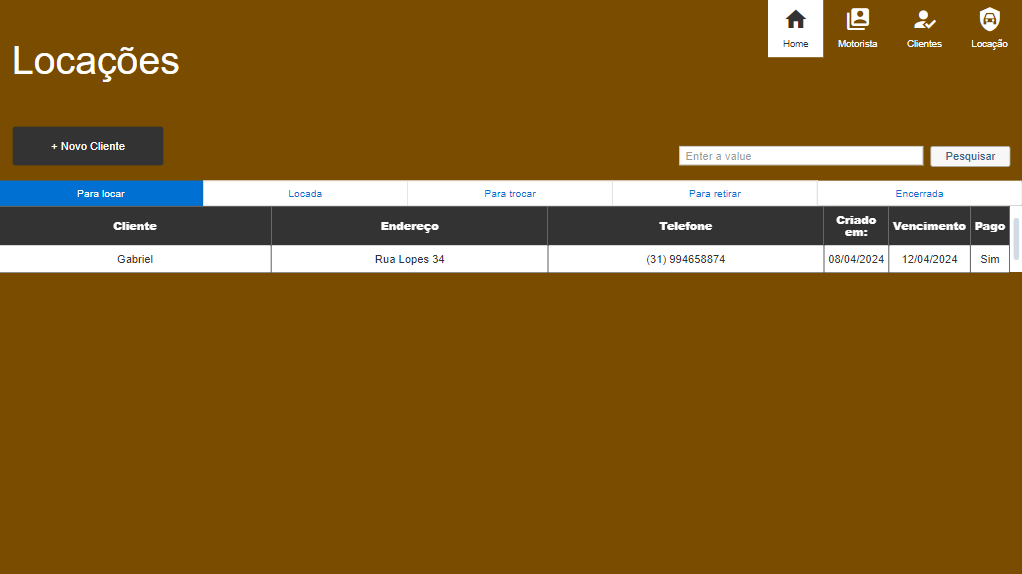 Home Motorista Clientes Locação
Locações
+ Novo Cliente
Enter a value Pesquisar
Para locar Locada Para trocar Para retirar Encerrada
Cliente Endereço Telefone Criado em: Vencimento Pago
Gabriel Rua Lopes 34 (31) 994658874 08/04/2024 12/04/2024 Sim